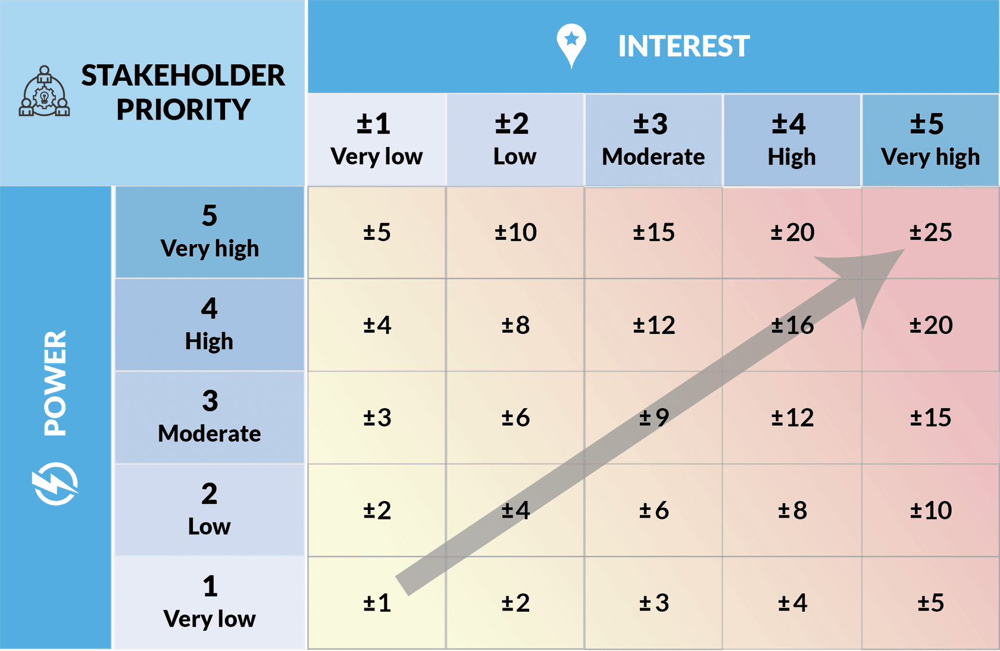 STAKEHOLDER
PRIORITY
INTEREST
±1
Very low
±2
Low
±3
Moderate
±4
High
±5
Very high
POWER
5
Very high
±5
±10
±15
±20
±25
4
High
±4
±8
±12
±16
±20
3
Moderate
±3
±6
±9
±12
±15
2
Low
±2
±4
±6
±8
±10
1
Very low
±1
±2
±3
±4
±5